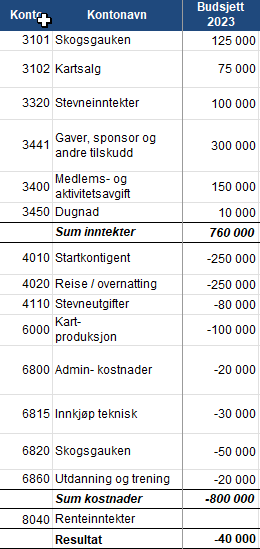 Konto Kontonavn Budsjett
2023
3101 Skogsgauken 125 000
3102 Kartsalg 75 000
3320 Stevneinntekter 100 000
3441 Gaver, sponsor og
andre tilskudd 300 000
3400 Medlems- og
aktivitetsavgift 150 000
3450 Dugnad 10 000
Sum inntekter 760 000
4010 Startkontigent -250 000
4020 Reise / overnatting -250 000
4110 Stevneutgifter -80 000
6000 Kart-
produksjon -100 000
6800 Admin- kostnader -20 000
6815 Innkjøp teknisk -30 000
6820 Skogsgauken -50 000
6860 Utdanning og trening -20 000
Sum kostnader -800 000
8040 Renteinntekter
Resultat -40 000